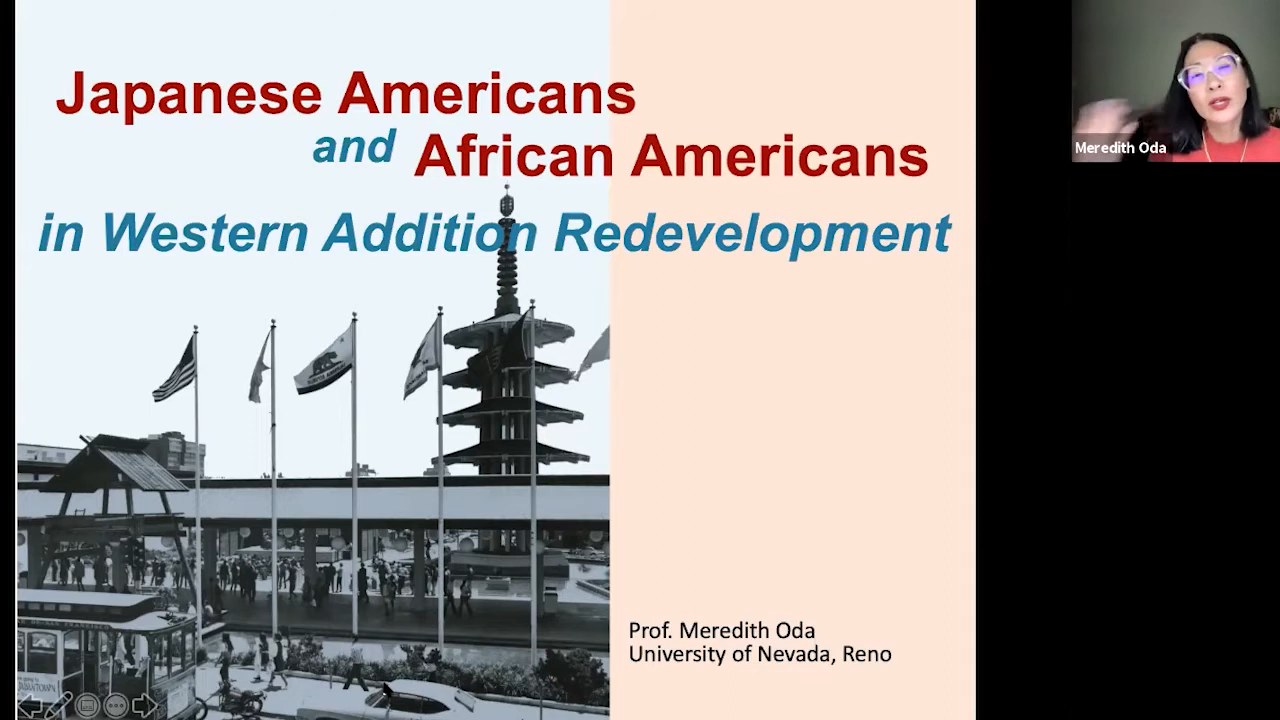 Japanese Americans
and African Americans
in Western Addition Redevelopment
Prof. Meredith Oda
University of Nevada, Reno
Meredith Oda